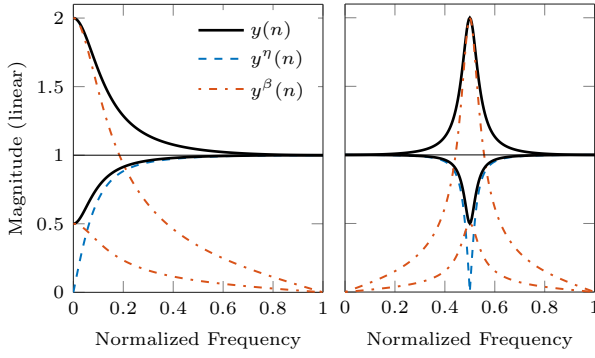 2
1.5
1
0.5
0
Magnitude (linear)
y(n)
y^η(n)
y^β(n)
0 0.2 0.4 0.6 0.8 1
Normalized Frequency
0 0.2 0.4 0.6 0.8 1
Normalized Frequency